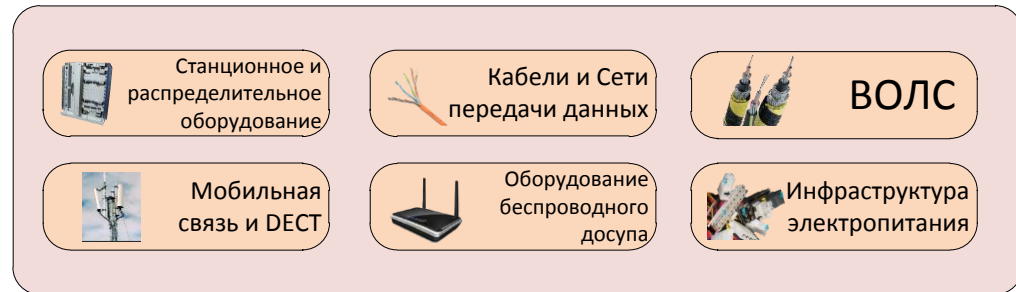 Станционное и
распределительное
оборудование
Кабели и Сети
передачи данных
ВОЛС
Мобильная
связь и DECT
Оборудование
беспроводного
досупа
Инфраструктура
электропитания